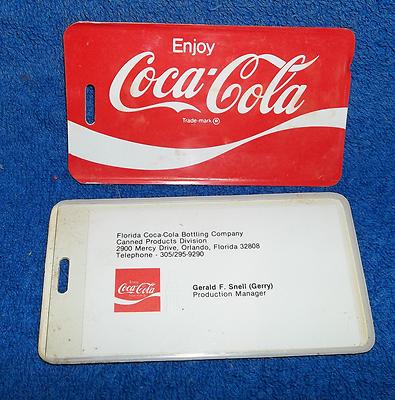 Enjoy
Coca-Cola
Trade-mark ®
Florida Coca-Cola Bottling Company
Canned Products Division
2900 Mercy Drive, Orlando, Florida 32808
Telephone - 305/295-9290
Enjoy
Coca-Cola
Gerald F. Snell (Gerry)
Production Manager